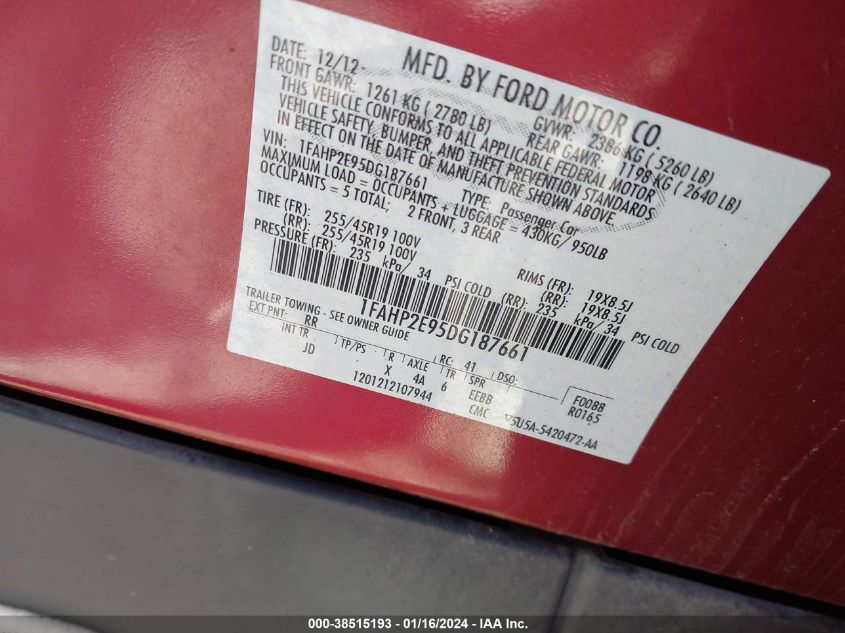 MFD. BY FORD MOTOR CO.
DATE: 12/12 GVWR: 2386 KG ( 5260 LB)
FRONT GAWR: 1261 KG ( 2780 LB) REAR GAWR: 1198 KG ( 2640 LB)
THIS VEHICLE CONFORMS TO ALL APPLICABLE FEDERAL MOTOR
VEHICLE SAFETY, BUMPER, AND THEFT PREVENTION STANDARDS
IN EFFECT ON THE DATE OF MANUFACTURE SHOWN ABOVE.
VIN: 1FAHP2E95DG187661 TYPE: Passenger Car
MAXIMUM LOAD = OCCUPANTS + LUGGAGE = 430KG/950LB
OCCUPANTS = 5 TOTAL; 2 FRONT, 3 REAR
TIRE (FR): 255/45R19 100V RIMS (FR): 19X8.5J
(RR): 255/45R19 100V (RR): 19X8.5J
PRESSURE (FR): 235 kPa/ 34 PSI COLD (RR): 235 kPa/ 34 PSI COLD
1FAHP2E95DG187661
TRAILER TOWING - SEE OWNER GUIDE
EXT PNT: RR RC: 41 DSO:
INT TR TP/PS R AXLE TR SPR F0088
JD X 4A 6 EEBB R0165
1201212107944 CMC 5U5A-5420472-AA
000-38515193 - 01/16/2024 - IAA Inc.